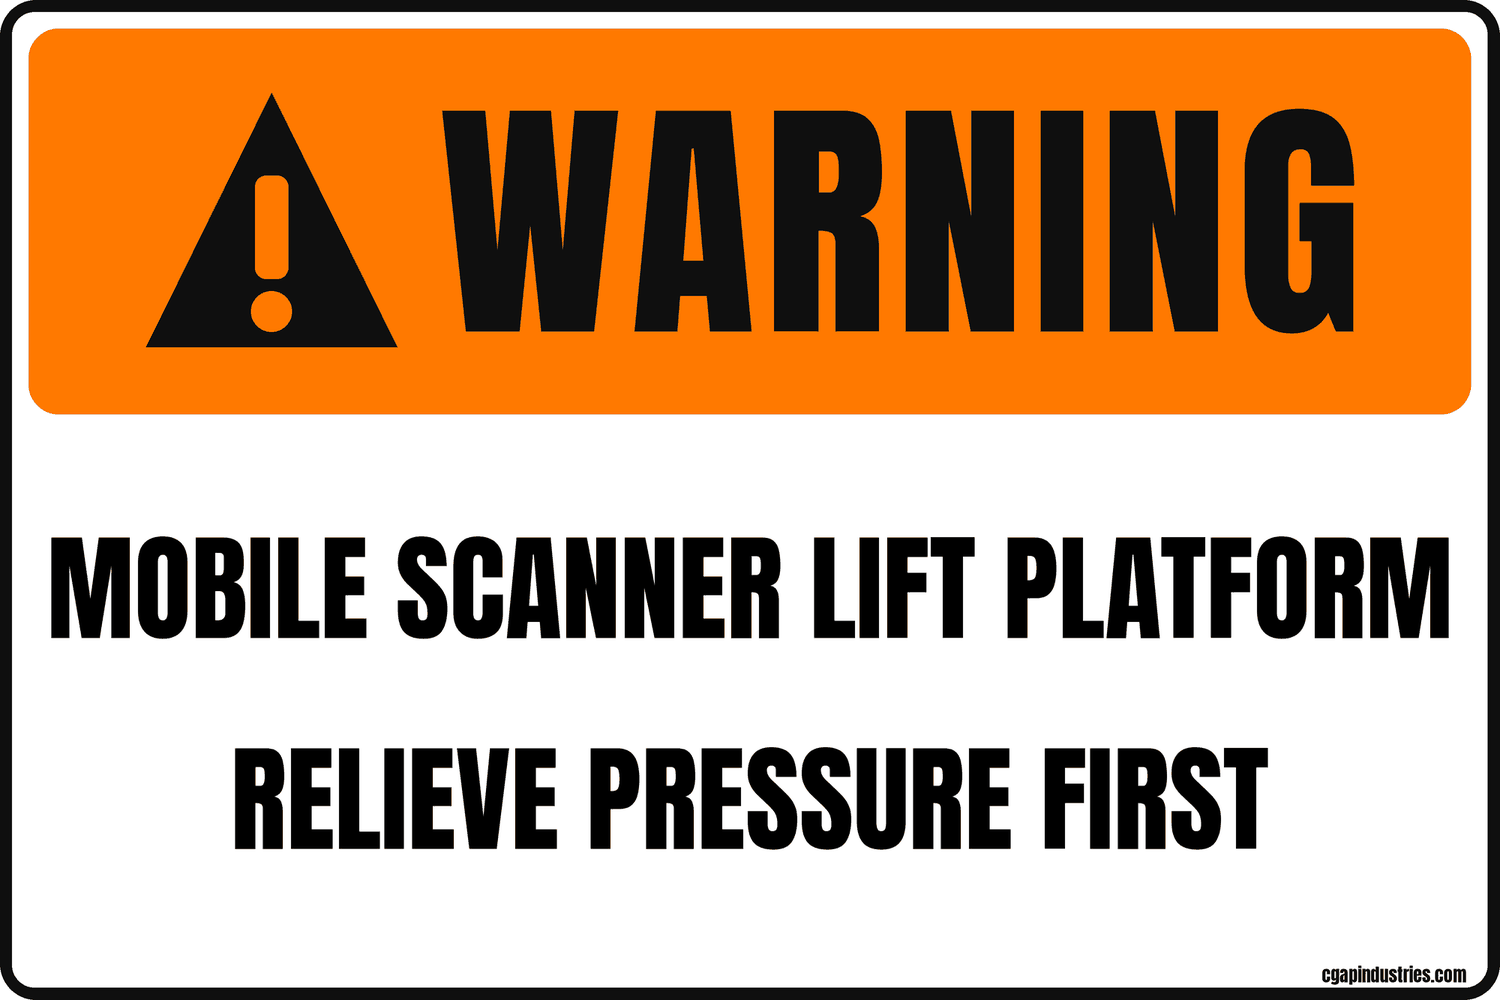 WARNING
MOBILE SCANNER LIFT PLATFORM
RELIEVE PRESSURE FIRST
cgapindustries.com